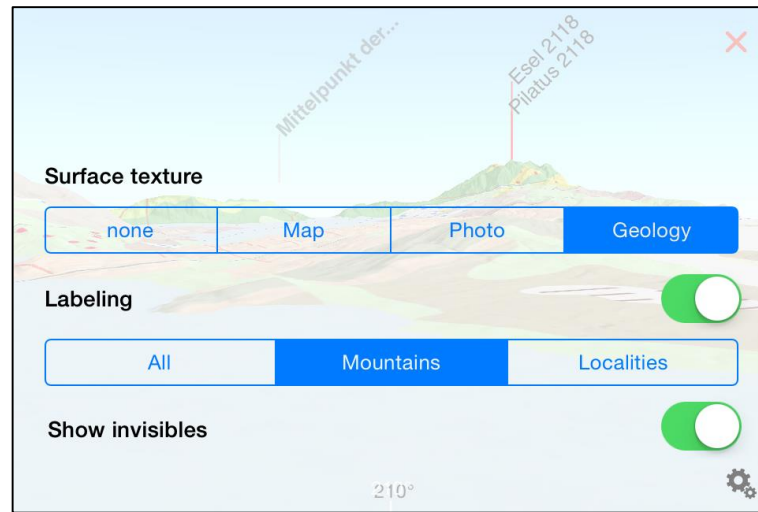 Mittelpunkt der...
Esel 2118
Pilatus 2118
Surface texture
none Map Photo Geology
Labeling
All Mountains Localities
Show invisibles
210°